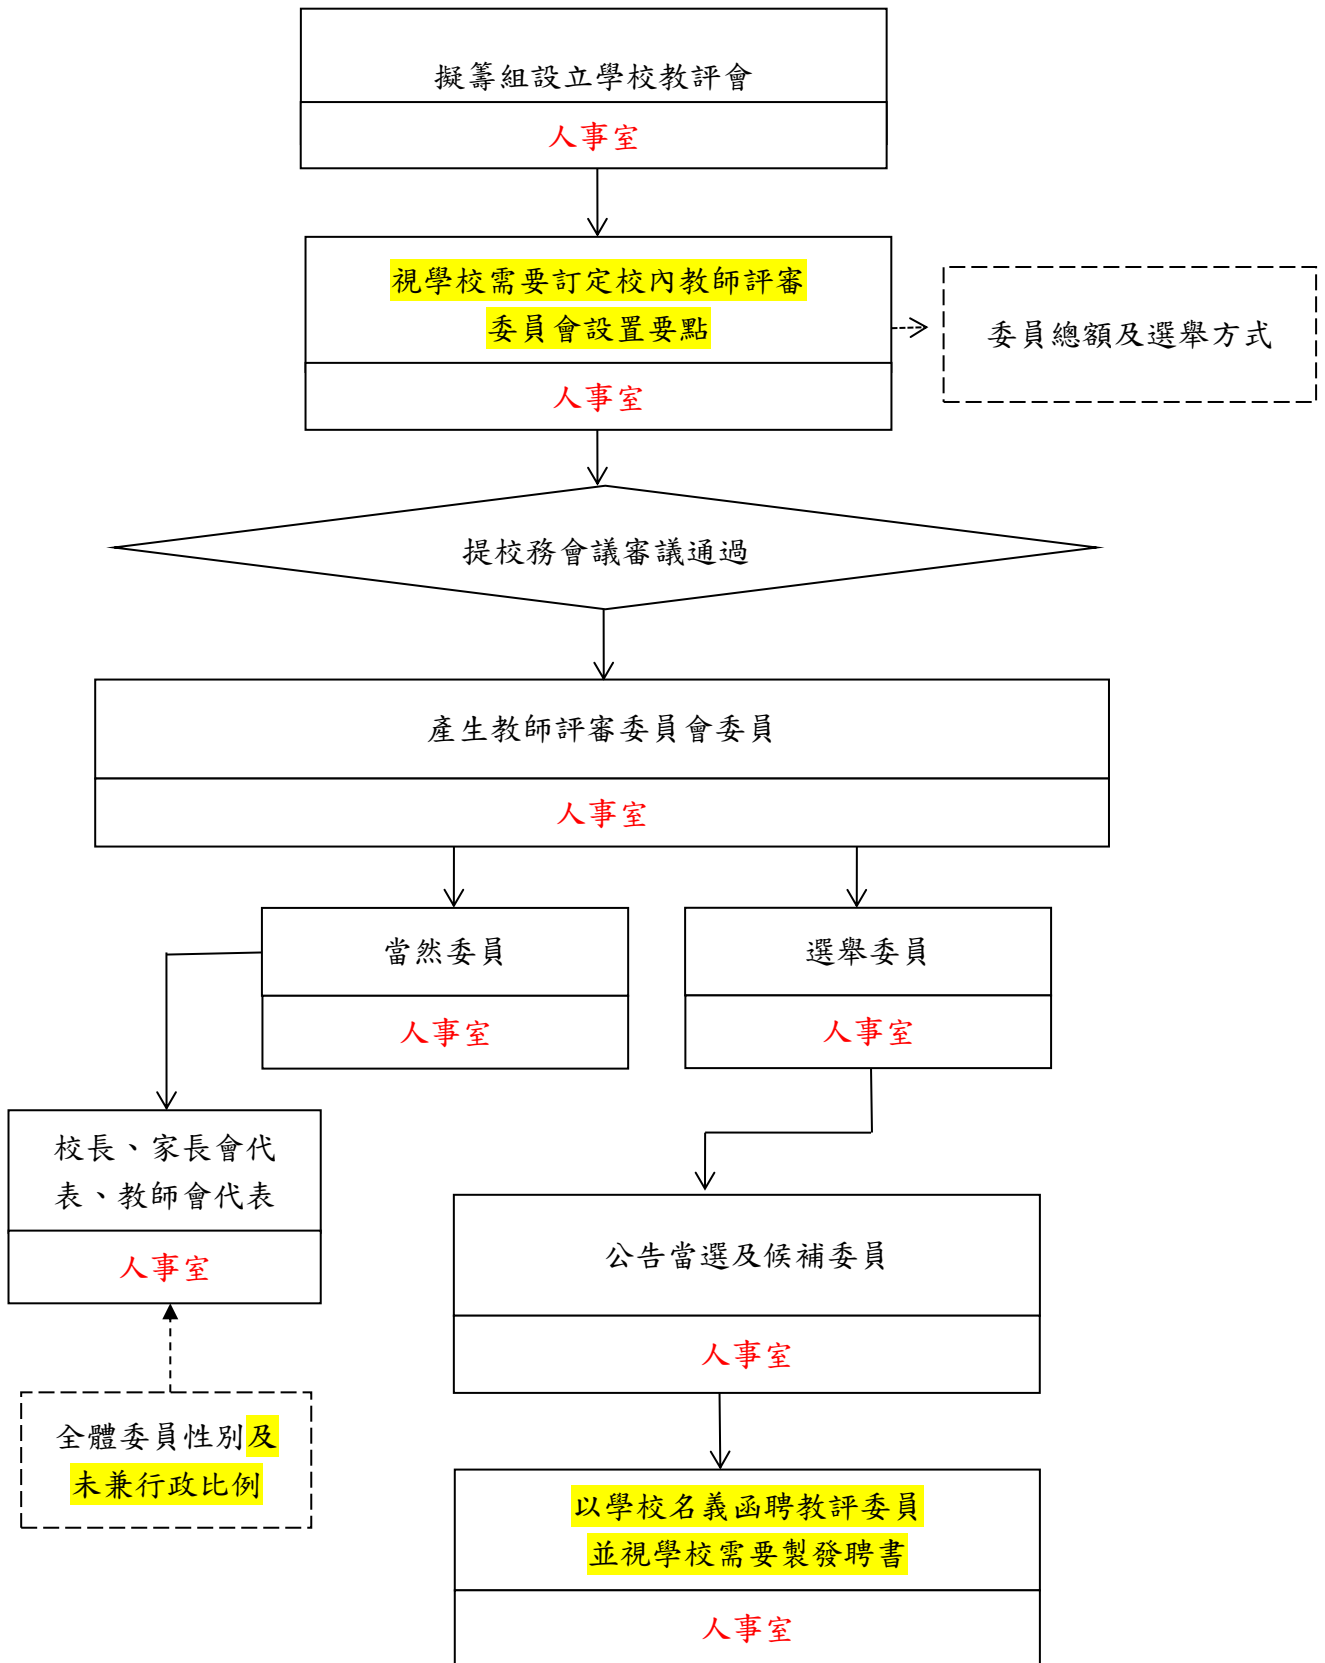 擬籌組設立學校教評會
人事室
視學校需要訂定校內教師評審
委員會設置要點
人事室
委員總額及選舉方式
提校務會議審議通過
產生教師評審委員會委員
人事室
當然委員
人事室
選舉委員
人事室
校長、家長會代
表、教師會代表
人事室
全體委員性別及
未兼行政比例
公告當選及候補委員
人事室
以學校名義函聘教評委員
並視學校需要製發聘書
人事室